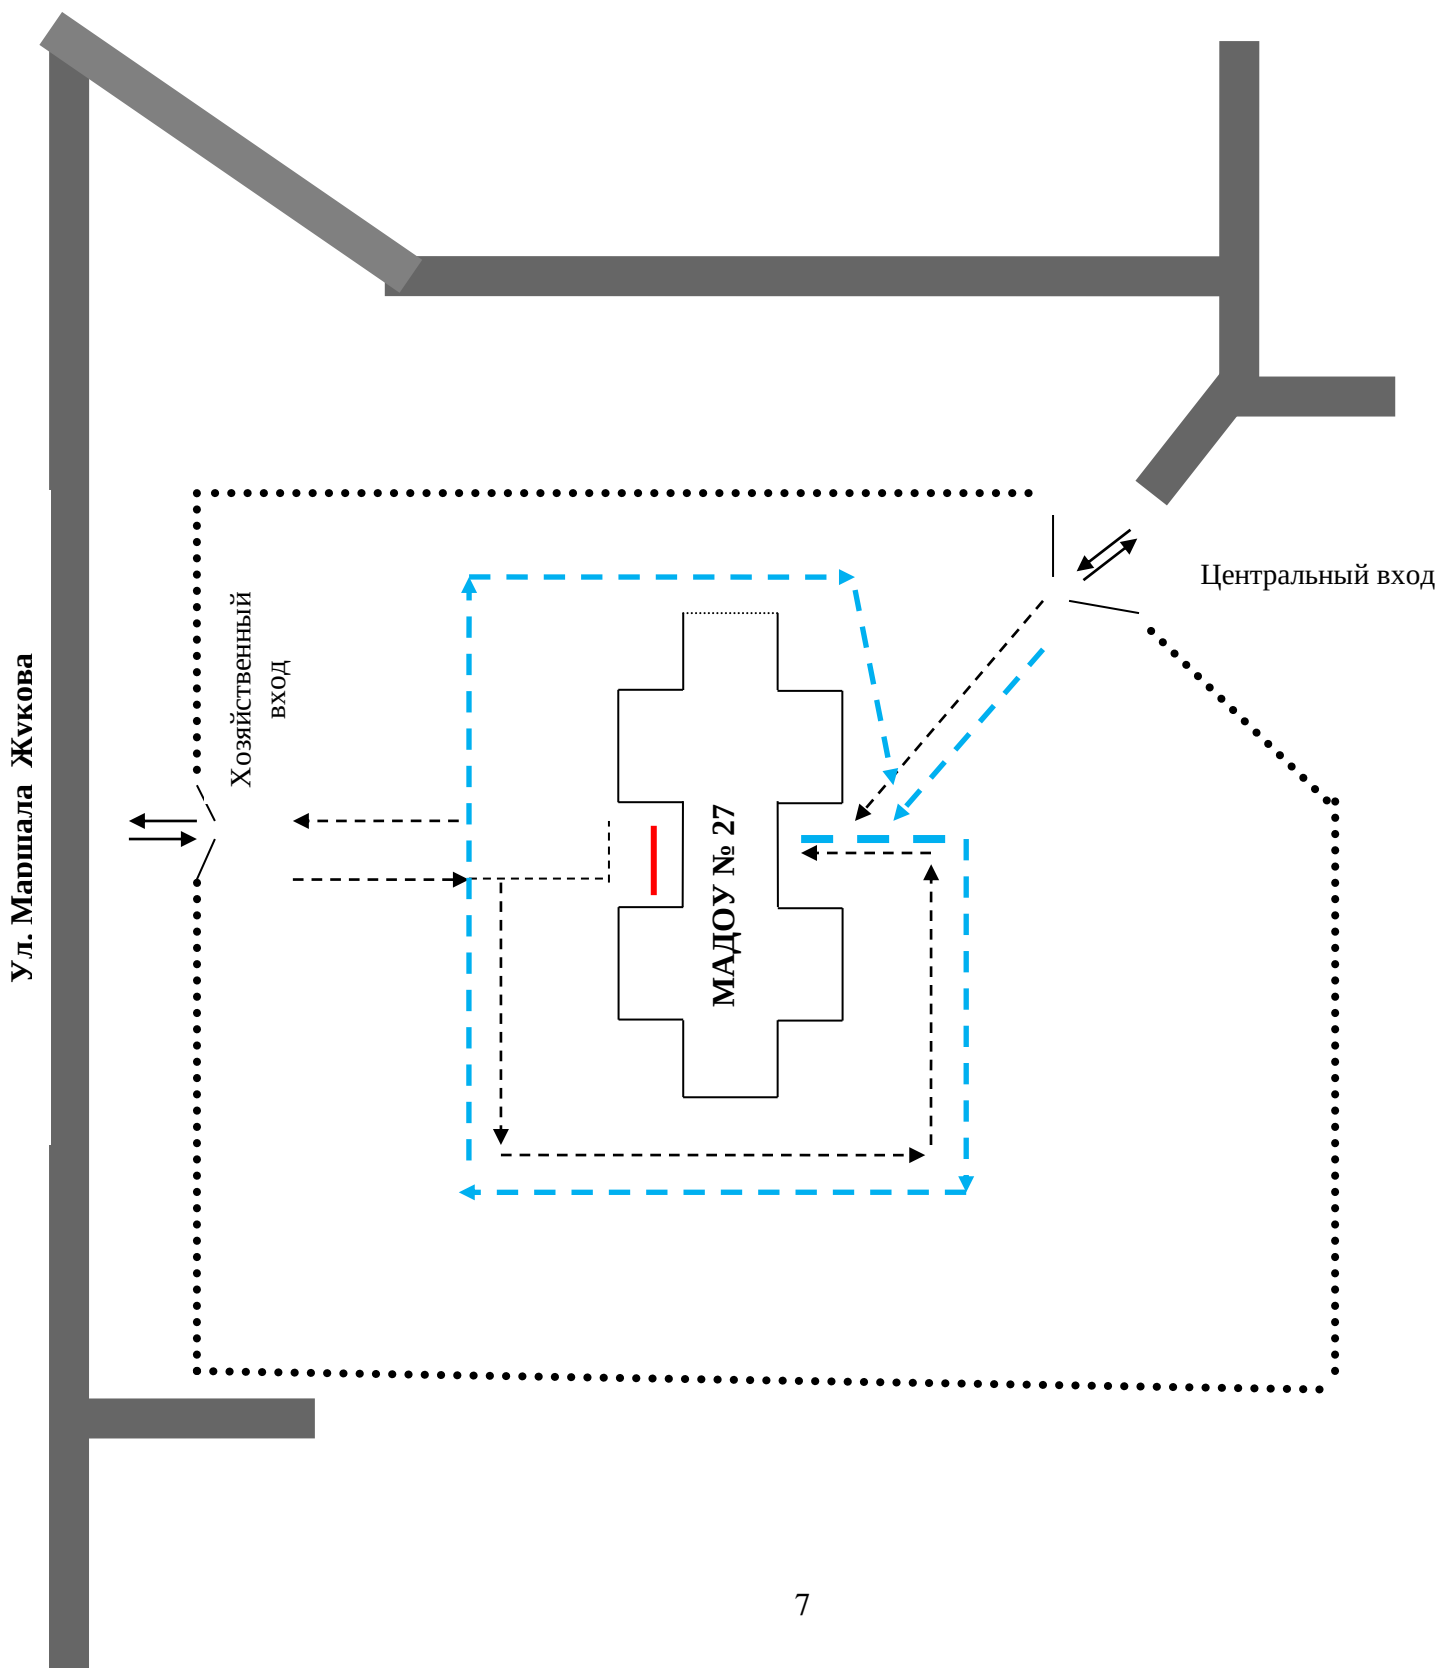 Центральный вход
Хозяйственный
вход
Ул. Маршала Жукова
МАДОУ № 27
7